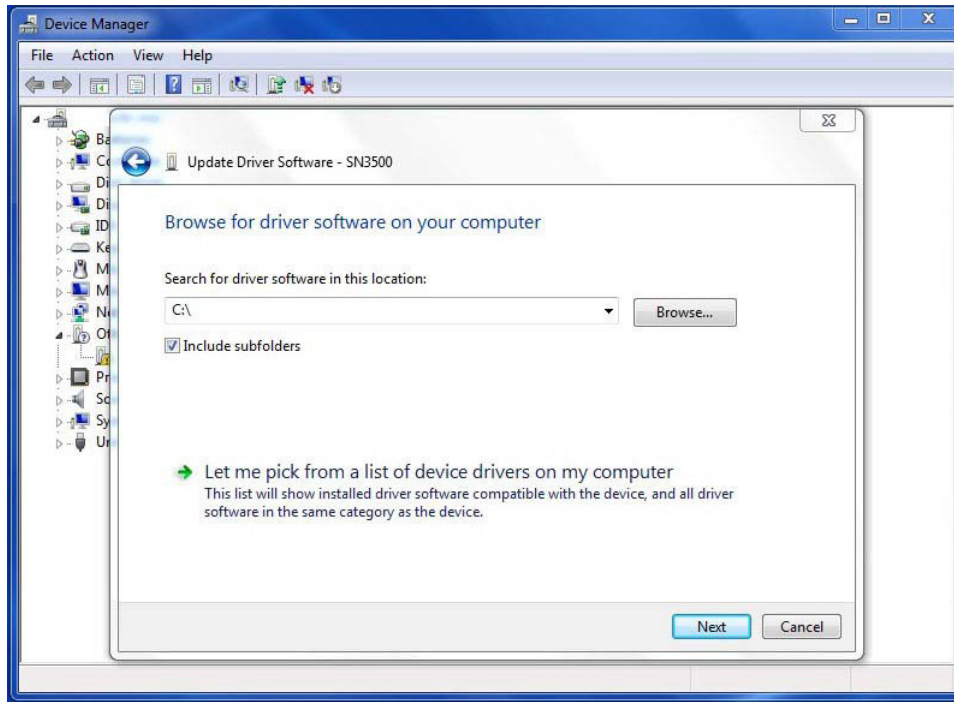 Device Manager
File Action View Help
Update Driver Software - SN3500
Browse for driver software on your computer
Search for driver software in this location:
C:\
Browse...
Include subfolders
Let me pick from a list of device drivers on my computer
This list will show installed driver software compatible with the device, and all driver
software in the same category as the device.
Next Cancel